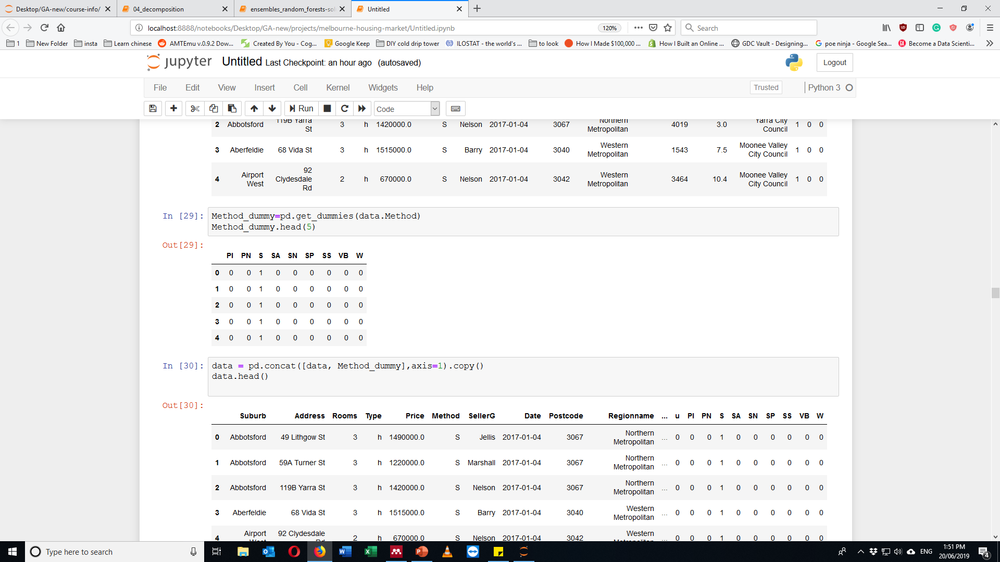 Desktop/GA-new/course-info/
04_decomposition
ensembles_random_forests-sol
Untitled
localhost:8888/notebooks/Desktop/GA-new/projects/melbourne-housing-market/Untitled.ipynb
120%
Search
1
New Folder
insta
Learn chinese
AMTEmu v.0.9.2 Dow...
Created By You - Cog...
Google Keep
DIY cold drip tower
ILOSTAT - the world's ...
to look
How I Made $100,000 ...
How I Built an Online ...
GDC Vault - Designing...
poe ninja - Google Sea...
Become a Data Scienti...
jupyter Untitled Last Checkpoint: an hour ago (autosaved)
Logout
File Edit View Insert Cell Kernel Widgets Help
Trusted
Python 3
Run
Code
2 Abbotsford 119B Yarra St 3 h 1420000.0 S Nelson 2017-01-04 3067 Northern Metropolitan 4019 3.0 Yarra City Council 1 0 0
3 Aberfeldie 68 Vida St 3 h 1515000.0 S Barry 2017-01-04 3040 Western Metropolitan 1543 7.5 Moonee Valley City Council 1 0 0
4 Airport West 92 Clydesdale Rd 2 h 670000.0 S Nelson 2017-01-04 3042 Western Metropolitan 3464 10.4 Moonee Valley City Council 1 0 0
In [29]:
Method_dummy=pd.get_dummies(data.Method)
Method_dummy.head(5)
Out[29]:
PI PN S SA SN SP SS VB W
0 0 0 1 0 0 0 0 0 0
1 0 0 1 0 0 0 0 0 0
2 0 0 1 0 0 0 0 0 0
3 0 0 1 0 0 0 0 0 0
4 0 0 1 0 0 0 0 0 0
In [30]:
data = pd.concat([data, Method_dummy],axis=1).copy()
data.head()
Out[30]:
Suburb Address Rooms Type Price Method SellerG Date Postcode Regionname ... u PI PN S SA SN SP SS VB W
0 Abbotsford 49 Lithgow St 3 h 1490000.0 S Jellis 2017-01-04 3067 Northern Metropolitan ... 0 0 0 1 0 0 0 0 0 0
1 Abbotsford 59A Turner St 3 h 1220000.0 S Marshall 2017-01-04 3067 Northern Metropolitan ... 0 0 0 1 0 0 0 0 0 0
2 Abbotsford 119B Yarra St 3 h 1420000.0 S Nelson 2017-01-04 3067 Northern Metropolitan ... 0 0 0 1 0 0 0 0 0 0
3 Aberfeldie 68 Vida St 3 h 1515000.0 S Barry 2017-01-04 3040 Western Metropolitan ... 0 0 0 1 0 0 0 0 0 0
4 Airport West 92 Clydesdale Rd 2 h 670000.0 S Nelson 2017-01-04 3042 Western ... 0 0 0 1 0 0 0 0 0 0
Type here to search
ENG
1:51 PM
20/06/2019
4